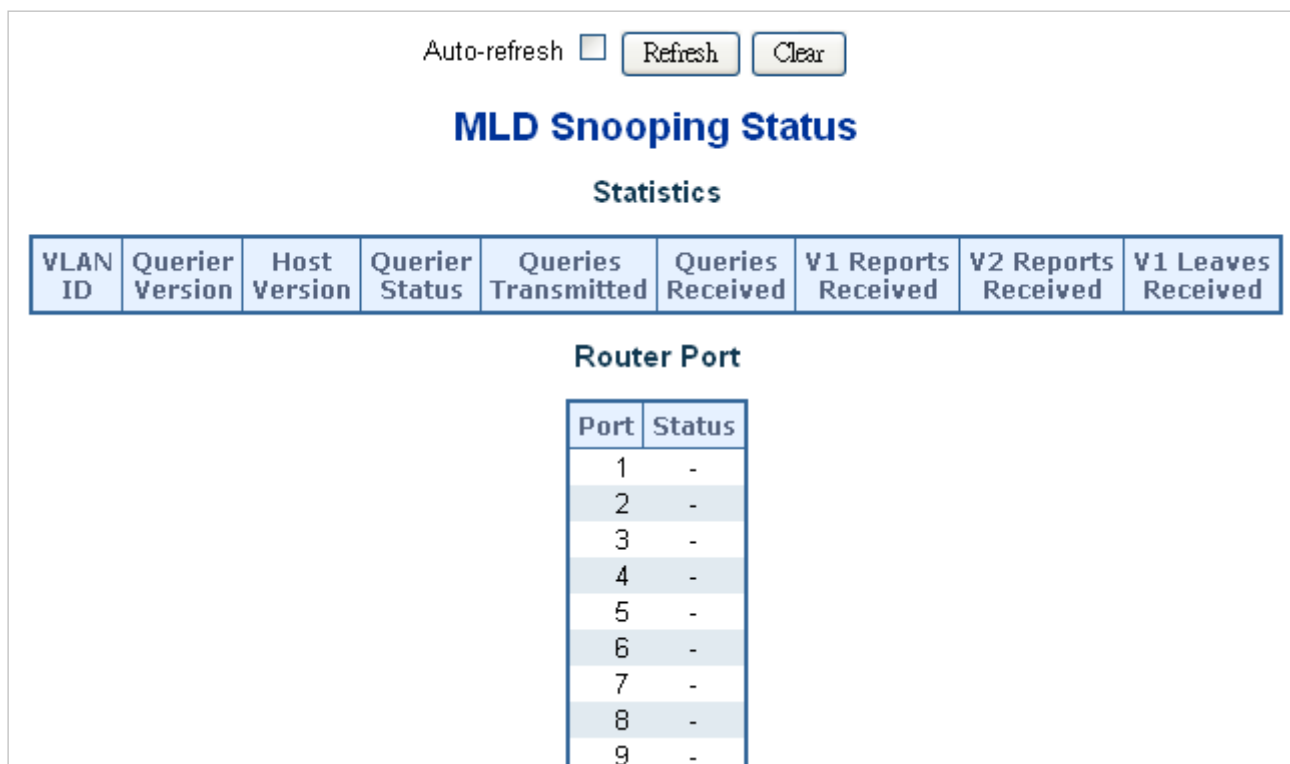 Auto-refresh Refresh Clear
MLD Snooping Status
Statistics
VLAN ID Querier Version Host Version Querier Status Queries Transmitted Queries Received V1 Reports Received V2 Reports Received V1 Leaves Received
Router Port
Port Status
1 -
2 -
3 -
4 -
5 -
6 -
7 -
8 -
9 -